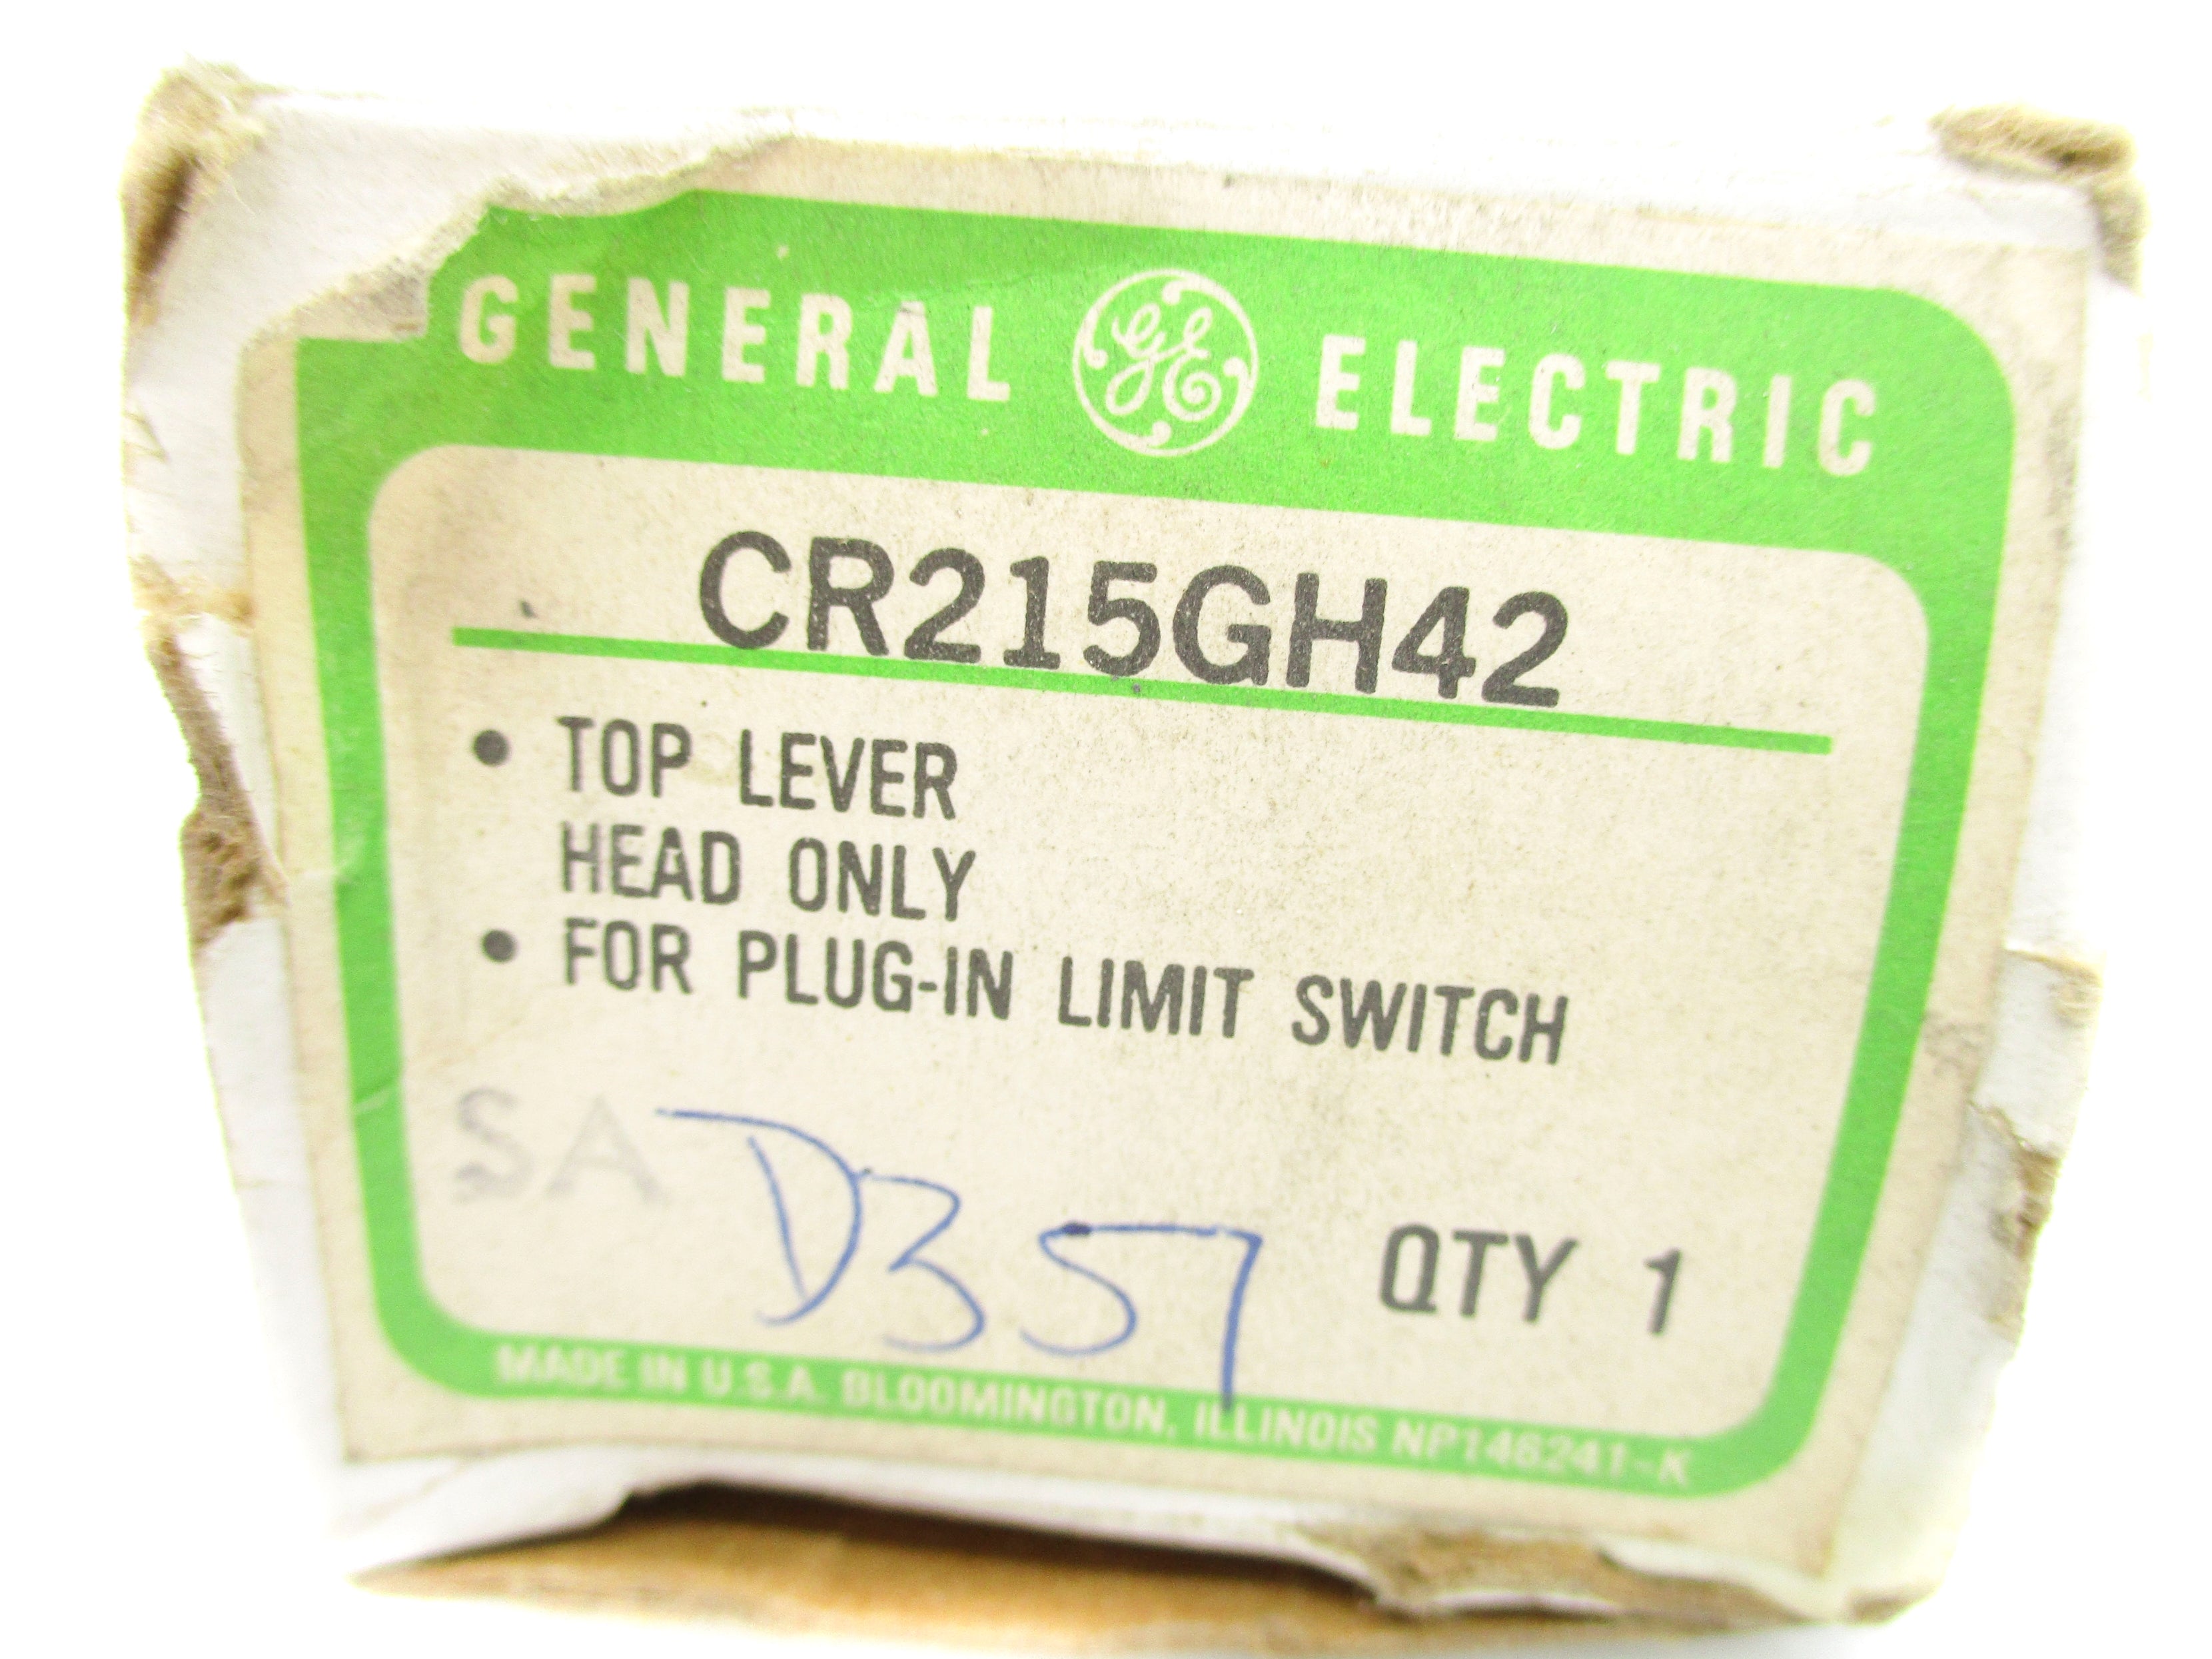 GENERAL GE ELECTRIC
CR215GH42
• TOP LEVER
HEAD ONLY
• FOR PLUG-IN LIMIT SWITCH
SA D357 QTY 1
MADE IN U.S.A. BLOOMINGTON, ILLINOIS NP146241-K